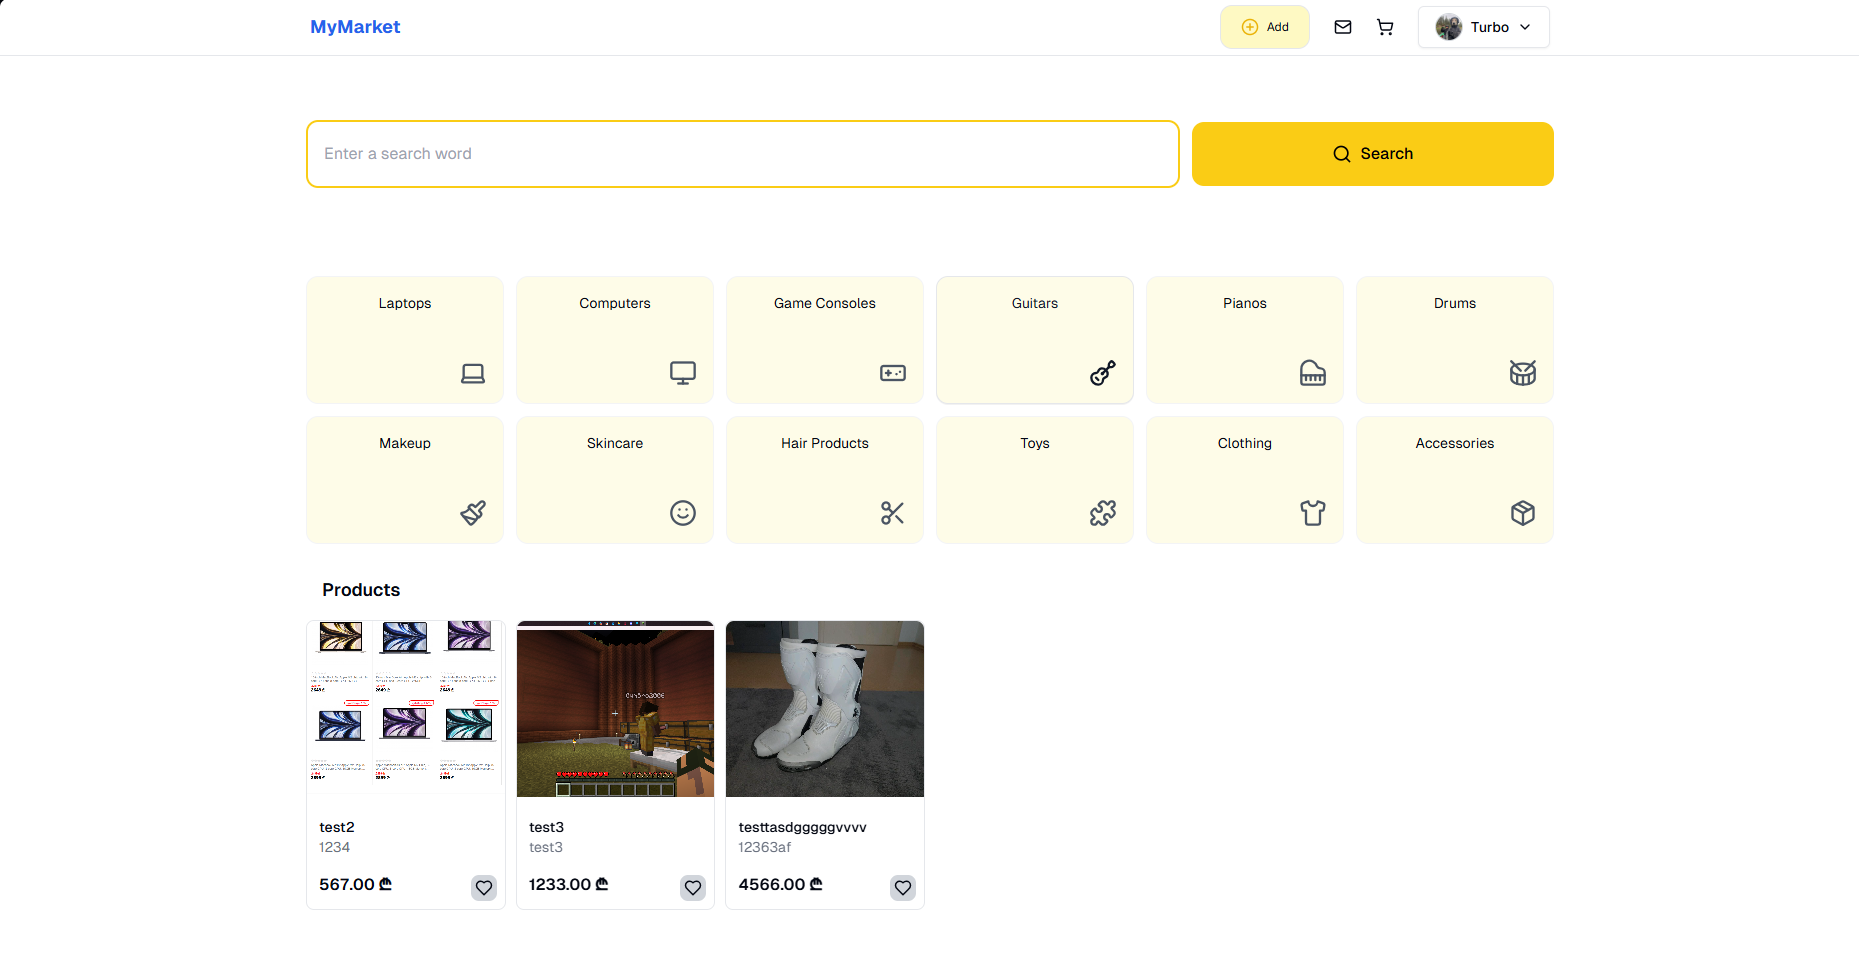 MyMarket
Add
Turbo
Enter a search word
Search
Laptops
Computers
Game Consoles
Guitars
Pianos
Drums
Makeup
Skincare
Hair Products
Toys
Clothing
Accessories
Products
test2
1234
567.00 ₾
test3
test3
1233.00 ₾
testtasdgggggvvvv
12363af
4566.00 ₾